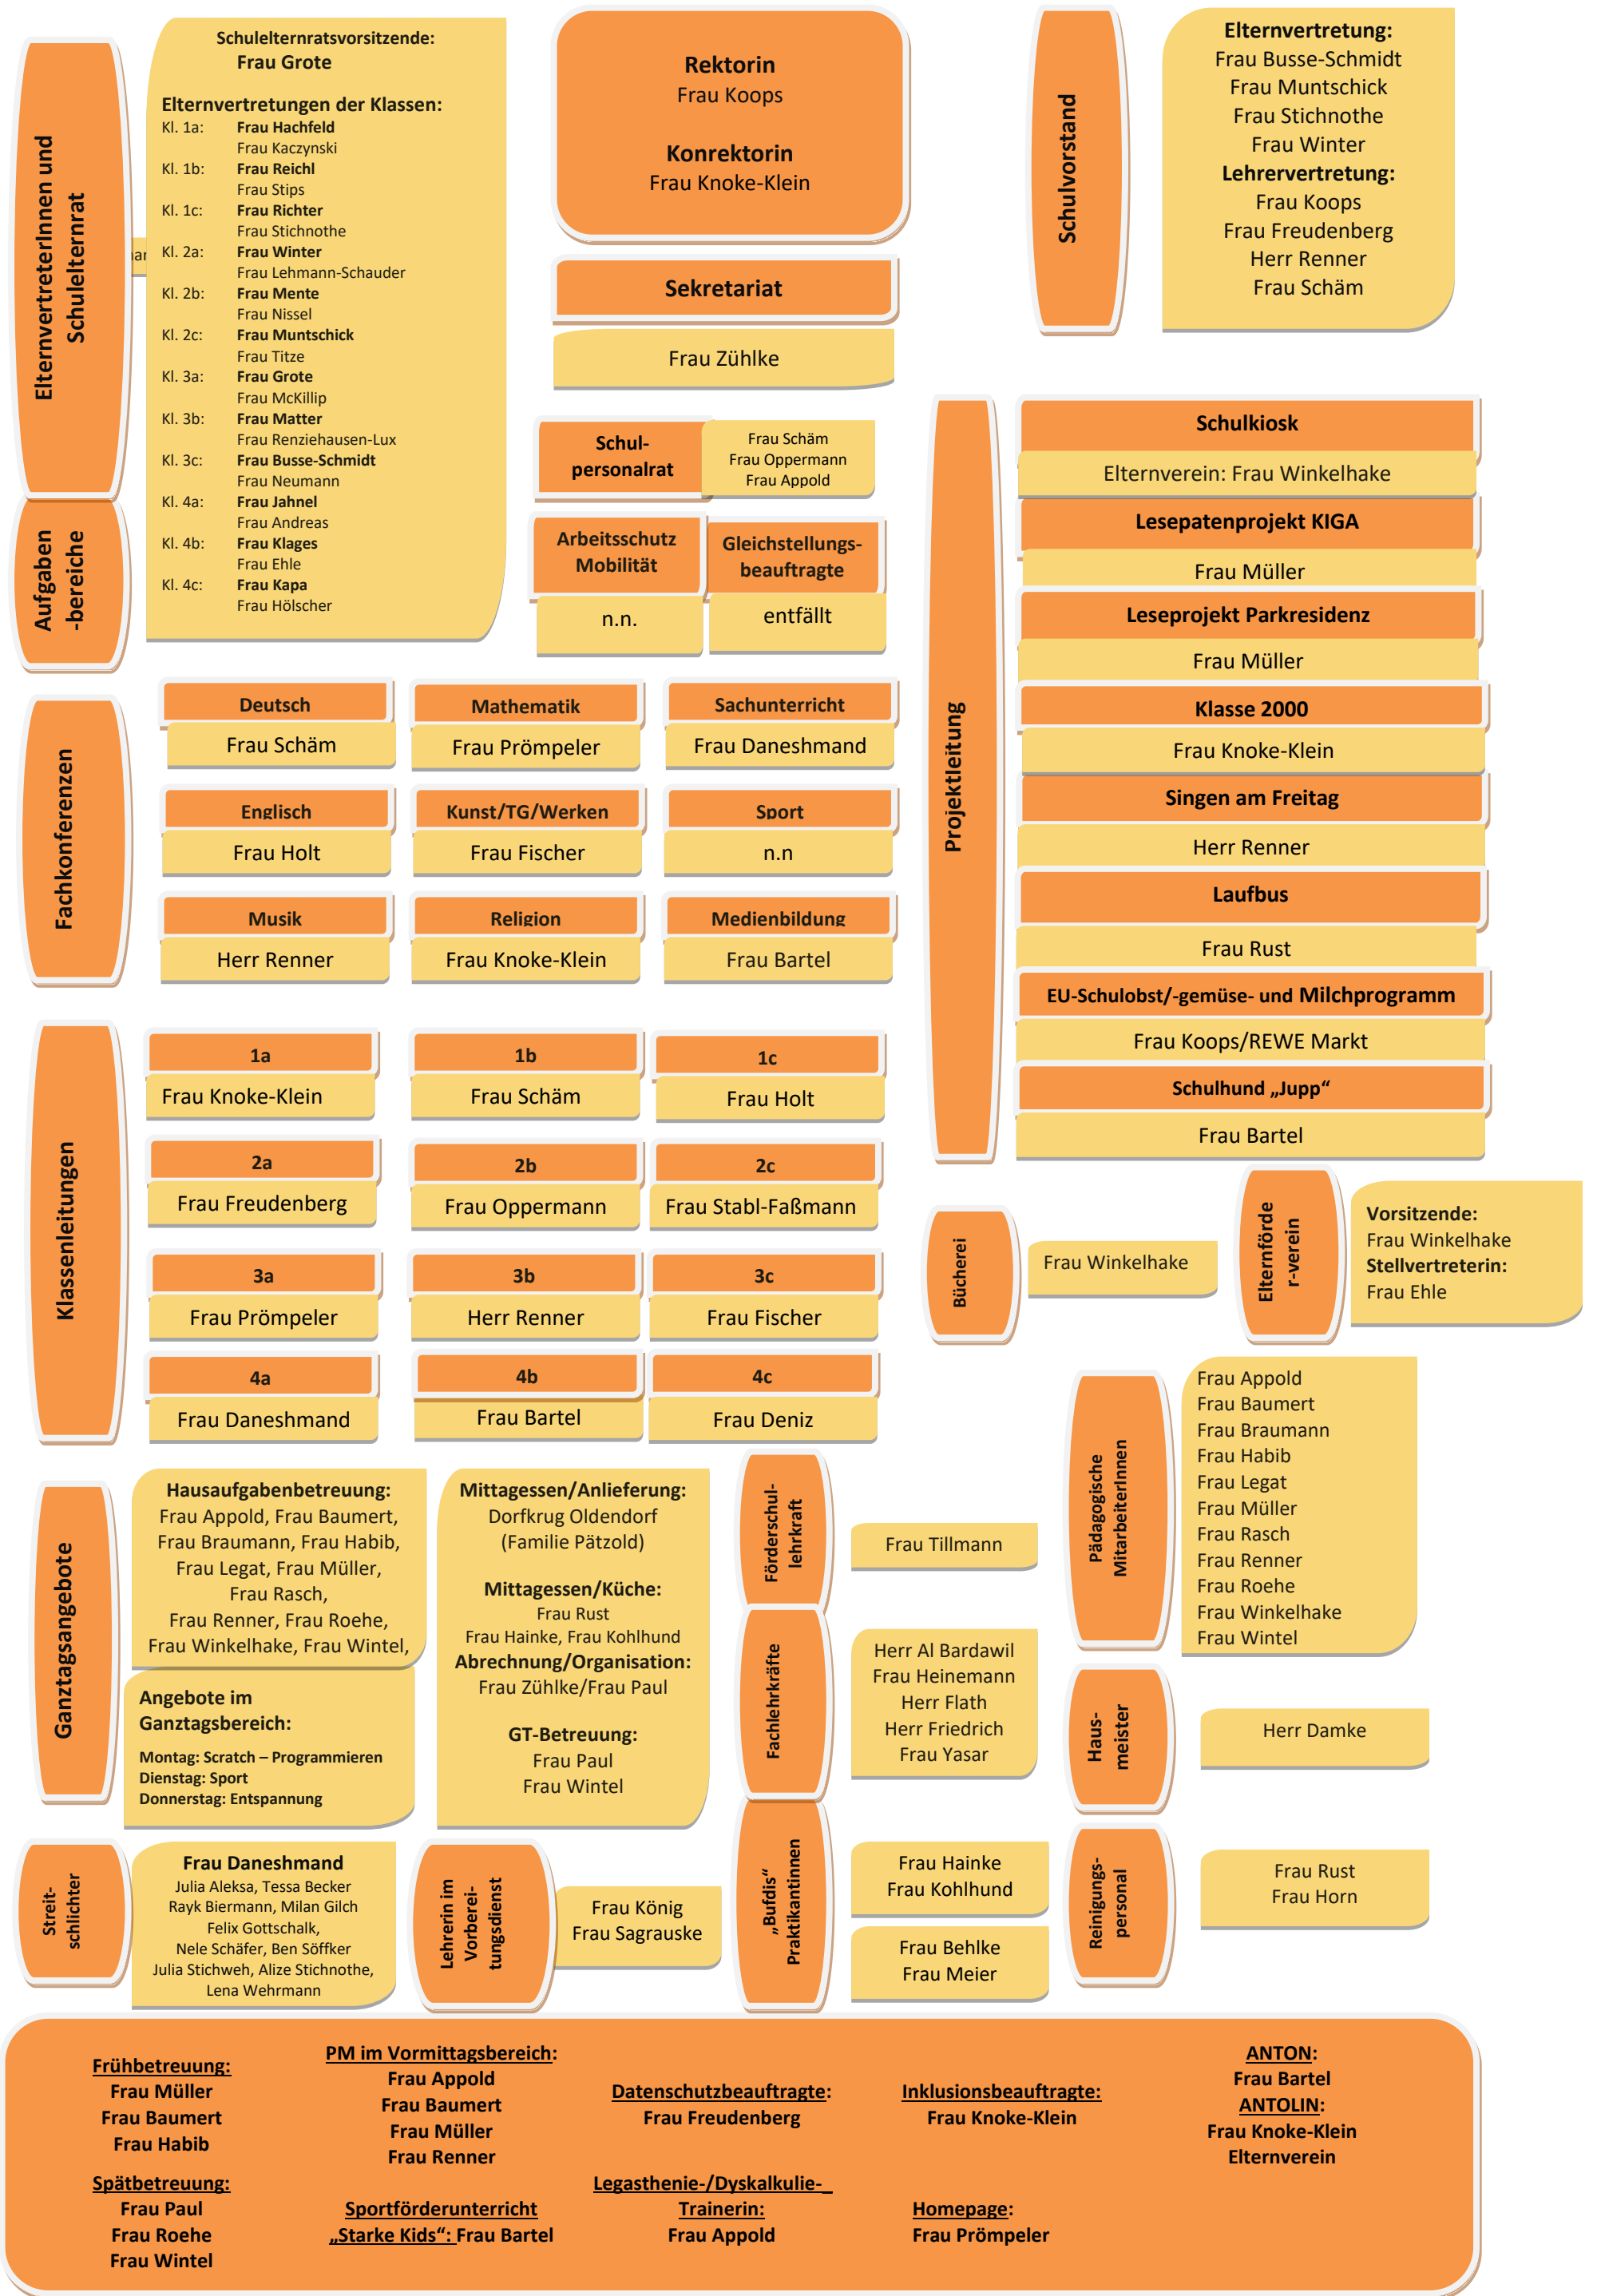 ElternvertreterInnen und
Schulelternrat
Schulelternratsvorsitzende:
Frau Grote
Elternvertretungen der Klassen:
Kl. 1a: Frau Hachfeld
Frau Kaczynski
Kl. 1b: Frau Reichl
Frau Stips
Kl. 1c: Frau Richter
Frau Stichnothe
Kl. 2a: Frau Winter
Frau Lehmann-Schauder
Kl. 2b: Frau Mente
Frau Nissel
Kl. 2c: Frau Muntschick
Frau Titze
Kl. 3a: Frau Grote
Frau McKillip
Kl. 3b: Frau Matter
Frau Renziehausen-Lux
Kl. 3c: Frau Busse-Schmidt
Frau Neumann
Kl. 4a: Frau Jahnel
Frau Andreas
Kl. 4b: Frau Klages
Frau Ehle
Kl. 4c: Frau Kapa
Frau Hölscher
Rektorin
Frau Koops
Konrektorin
Frau Knoke-Klein
Sekretariat
Frau Zühlke
Schulvorstand
Elternvertretung:
Frau Busse-Schmidt
Frau Muntschick
Frau Stichnothe
Frau Winter
Lehrervertretung:
Frau Koops
Frau Freudenberg
Herr Renner
Frau Schäm
Aufgaben
-bereiche
Schul-
personalrat
Frau Schäm
Frau Oppermann
Frau Appold
Arbeitsschutz
Mobilität
n.n.
Gleichstellungs-
beauftragte
entfällt
Projektleitung
Schulkiosk
Elternverein: Frau Winkelhake
Lesepatenprojekt KIGA
Frau Müller
Leseprojekt Parkresidenz
Frau Müller
Klasse 2000
Frau Knoke-Klein
Singen am Freitag
Herr Renner
Laufbus
Frau Rust
EU-Schulobst/-gemüse- und Milchprogramm
Frau Koops/REWE Markt
Schulhund „Jupp“
Frau Bartel
Fachkonferenzen
Deutsch
Frau Schäm
Mathematik
Frau Prömpeler
Sachunterricht
Frau Daneshmand
Englisch
Frau Holt
Kunst/TG/Werken
Frau Fischer
Sport
n.n
Musik
Herr Renner
Religion
Frau Knoke-Klein
Medienbildung
Frau Bartel
Klassenleitungen
1a
Frau Knoke-Klein
1b
Frau Schäm
1c
Frau Holt
2a
Frau Freudenberg
2b
Frau Oppermann
2c
Frau Stabl-Faßmann
3a
Frau Prömpeler
3b
Herr Renner
3c
Frau Fischer
4a
Frau Daneshmand
4b
Frau Bartel
4c
Frau Deniz
Bücherei
Frau Winkelhake
Elternförde
r-verein
Vorsitzende:
Frau Winkelhake
Stellvertreterin:
Frau Ehle
Ganztagsangebote
Hausaufgabenbetreuung:
Frau Appold, Frau Baumert,
Frau Braumann, Frau Habib,
Frau Legat, Frau Müller,
Frau Rasch,
Frau Renner, Frau Roehe,
Frau Winkelhake, Frau Wintel,
Angebote im
Ganztagsbereich:
Montag: Scratch – Programmieren
Dienstag: Sport
Donnerstag: Entspannung
Mittagessen/Anlieferung:
Dorfkrug Oldendorf
(Familie Pätzold)
Mittagessen/Küche:
Frau Rust
Frau Hainke, Frau Kohlhund
Abrechnung/Organisation:
Frau Zühlke/Frau Paul
GT-Betreuung:
Frau Paul
Frau Wintel
Förderschul-
lehrkraft
Frau Tillmann
Fachlehrkräfte
Herr Al Bardawil
Frau Heinemann
Herr Flath
Herr Friedrich
Frau Yasar
„Bufdis“
Praktikantinnen
Frau Hainke
Frau Kohlhund
Frau Behlke
Frau Meier
Pädagogische
MitarbeiterInnen
Frau Appold
Frau Baumert
Frau Braumann
Frau Habib
Frau Legat
Frau Müller
Frau Rasch
Frau Renner
Frau Roehe
Frau Winkelhake
Frau Wintel
Haus-
meister
Herr Damke
Reinigungs-
personal
Frau Rust
Frau Horn
Streit-
schlichter
Frau Daneshmand
Julia Aleksa, Tessa Becker
Rayk Biermann, Milan Gilch
Felix Gottschalk,
Nele Schäfer, Ben Söffker
Julia Stichweh, Alize Stichnothe,
Lena Wehrmann
Lehrerin im
Vorberei-
tungsdienst
Frau König
Frau Sagrauske
Frühbetreuung:
Frau Müller
Frau Baumert
Frau Habib
Spätbetreuung:
Frau Paul
Frau Roehe
Frau Wintel
PM im Vormittagsbereich:
Frau Appold
Frau Baumert
Frau Müller
Frau Renner
Sportförderunterricht
„Starke Kids“: Frau Bartel
Datenschutzbeauftragte:
Frau Freudenberg
Legasthenie-/Dyskalkulie-
Trainerin:
Frau Appold
Inklusionsbeauftragte:
Frau Knoke-Klein
Homepage:
Frau Prömpeler
ANTON:
Frau Bartel
ANTOLIN:
Frau Knoke-Klein
Elternverein